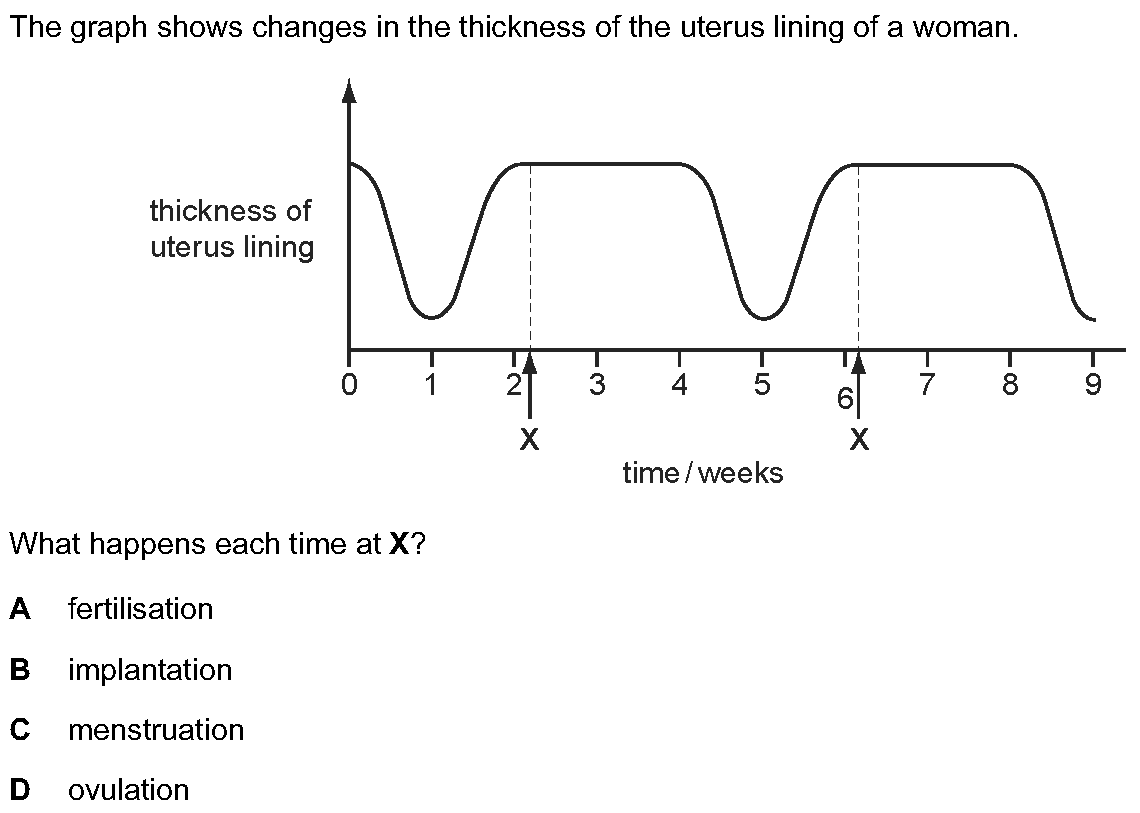 The graph shows changes in the thickness of the uterus lining of a woman.
thickness of
uterus lining
0 1 2 3 4 5 6 7 8 9
X X
time / weeks
What happens each time at X?
A fertilisation
B implantation
C menstruation
D ovulation